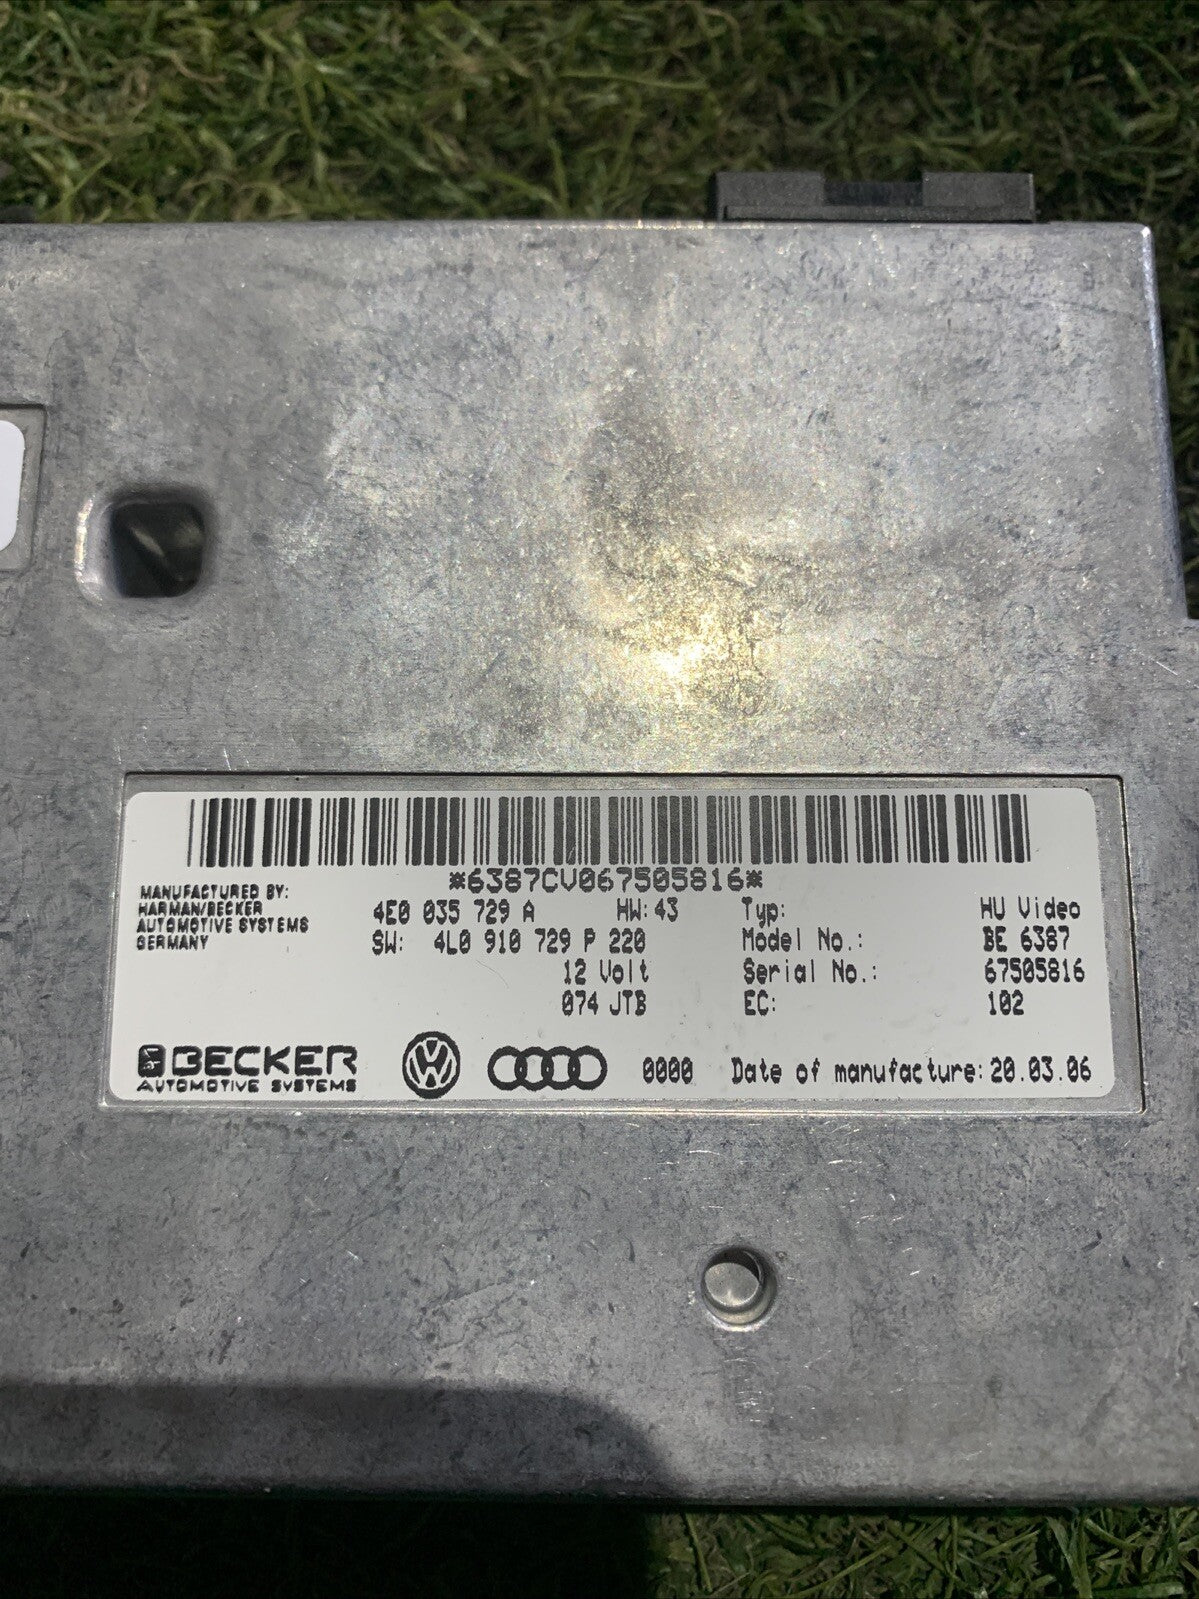 *6387CV067505816*
MANUFACTURED BY:
HARMAN/BECKER
AUTOMOTIVE SYSTEMS
GERMANY
4E0 035 729 A HW:43
SW: 4L0 910 729 P 220
12 Volt
074 JTB
Typ: HU Video
Model No.: BE 6387
Serial No.: 67505816
EC: 102
BECKER
AUTOMOTIVE SYSTEMS
0000 Date of manufacture: 20.03.06